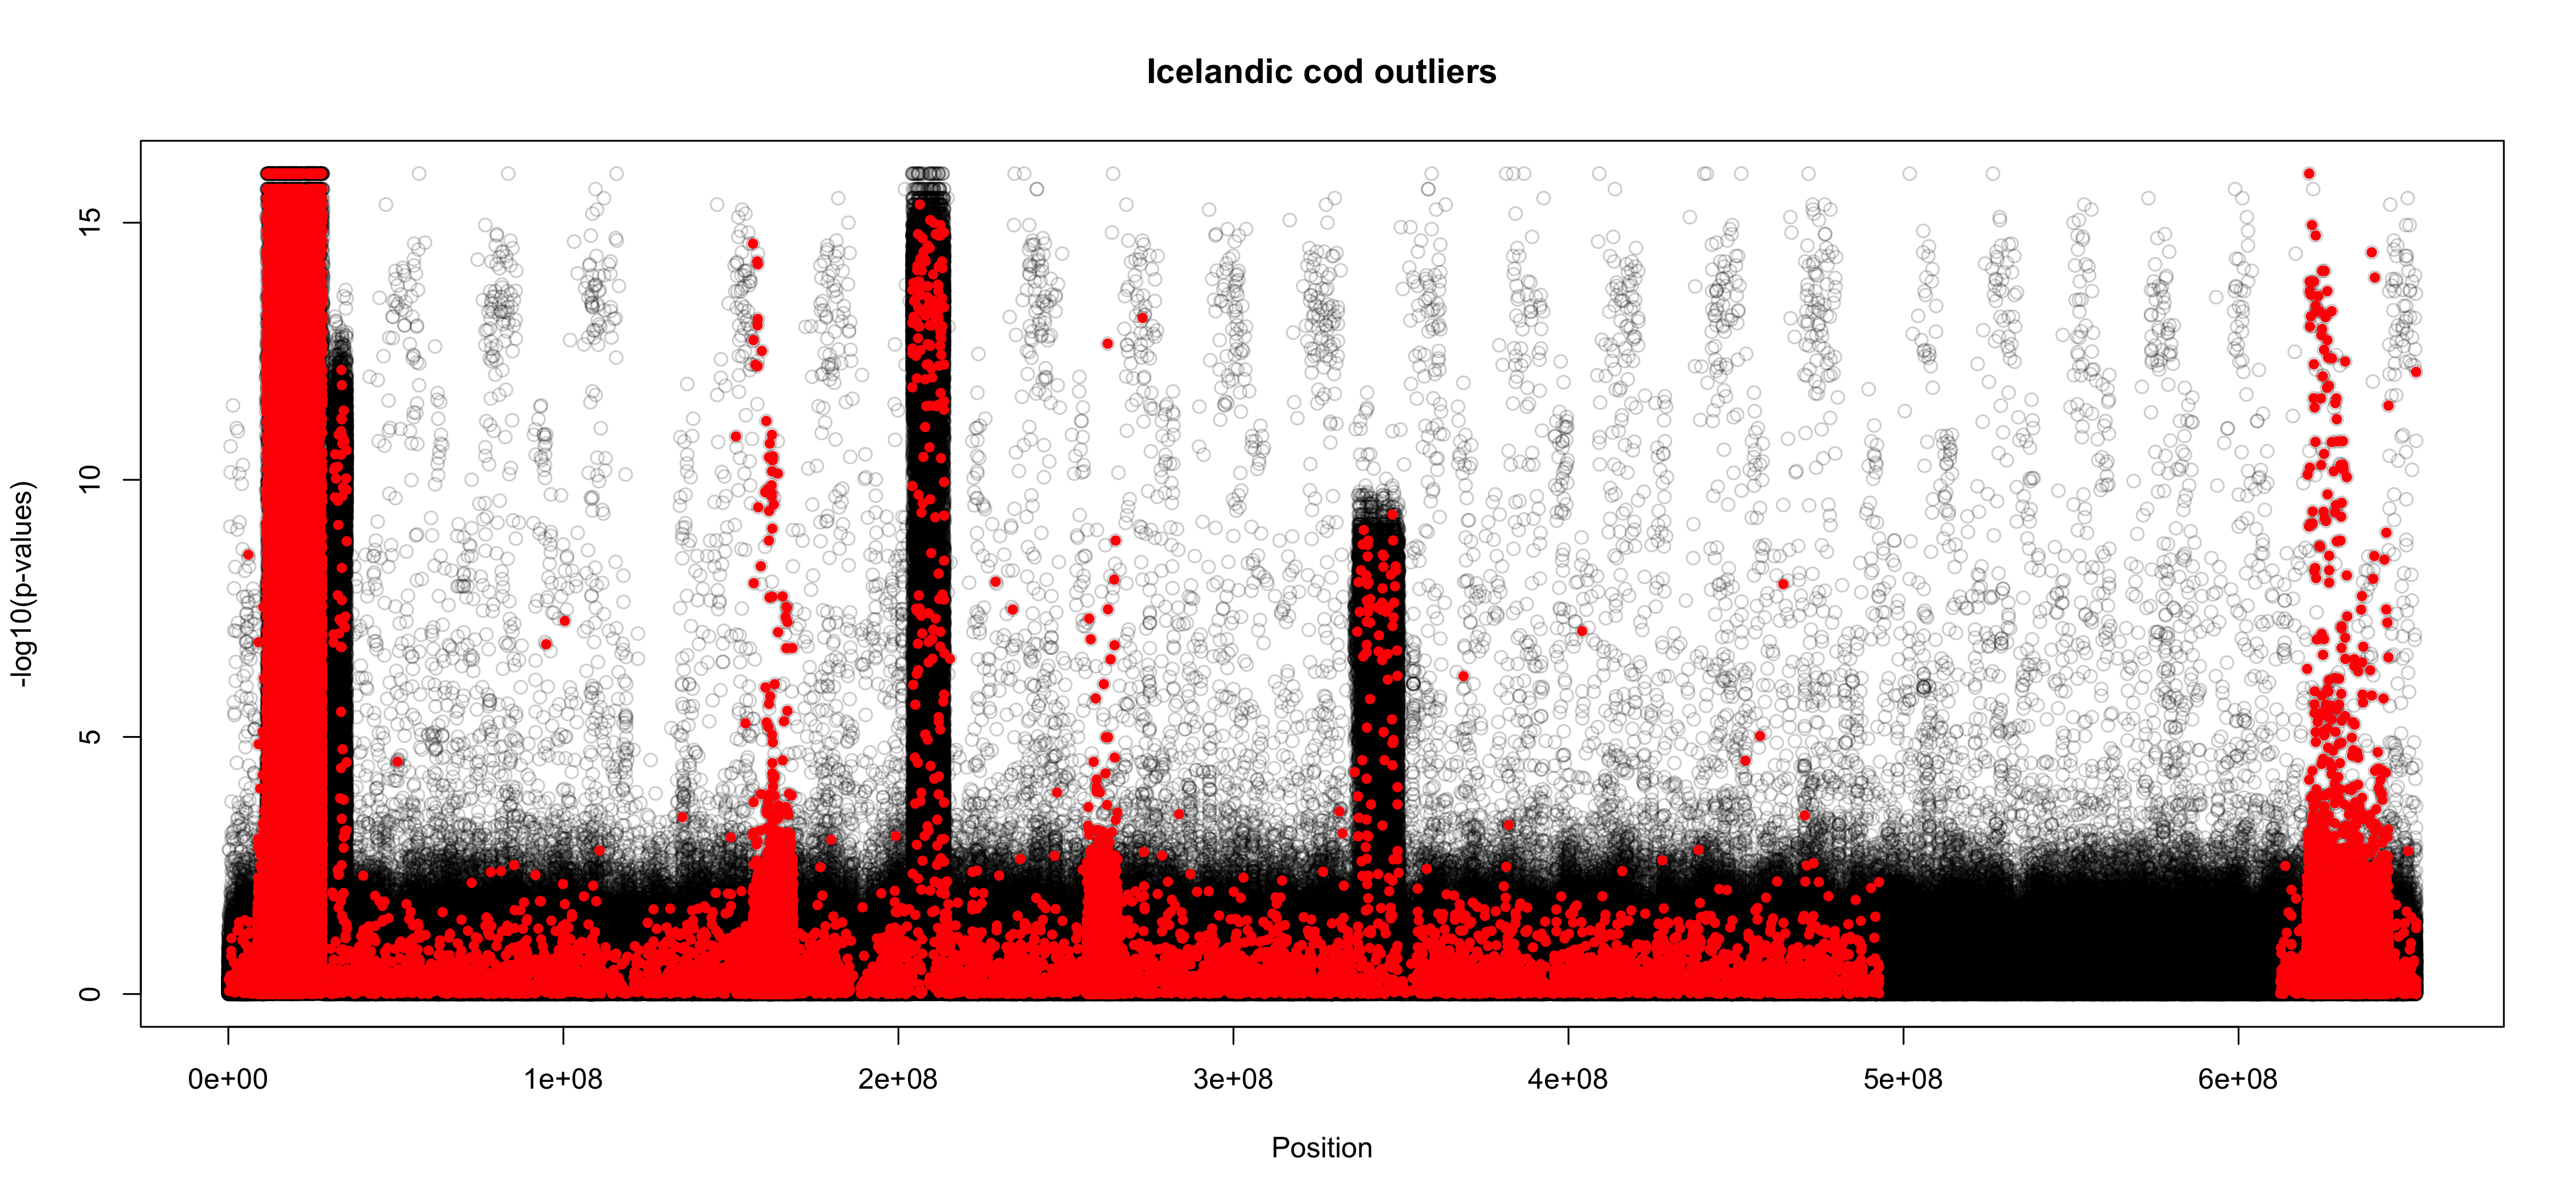 Icelandic cod outliers
-log10(p-values)
15
10
5
0
0e+00 1e+08 2e+08 3e+08 4e+08 5e+08 6e+08
Position